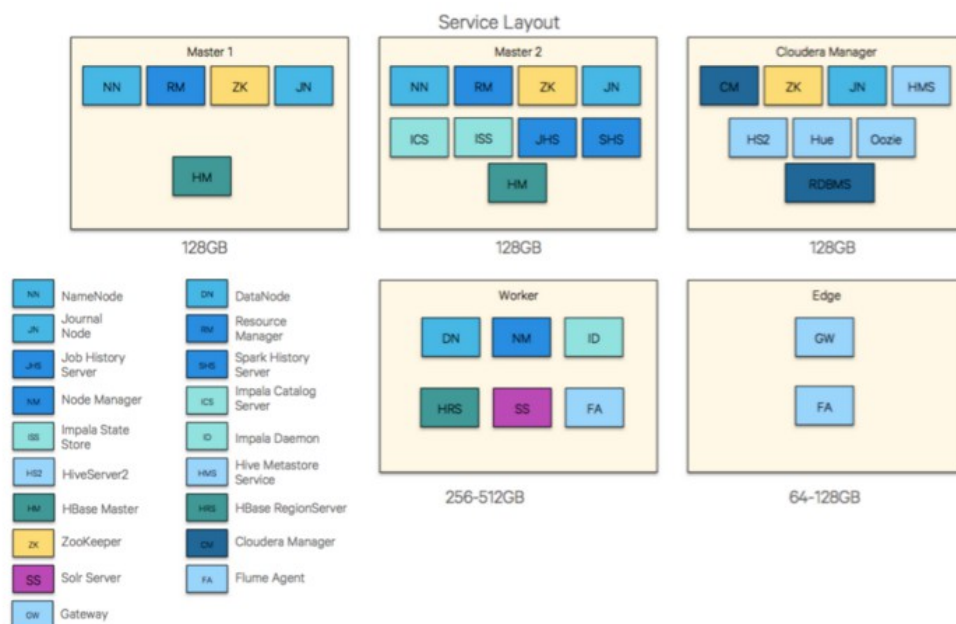 Service Layout
Master 1
NN RM ZK JN
HM
128GB
Master 2
NN RM ZK JN
ICS ISS JHS SHS
HM
128GB
Cloudera Manager
CM ZK JN HMS
HS2 Hue Oozie
RDBMS
128GB
NN NameNode
DN DataNode
JN Journal
Node
RM Resource
Manager
JHS Job History
Server
SHS Spark History
Server
NM Node Manager
ICS Impala Catalog
Server
ISS Impala State
Store
ID Impala Daemon
HS2 HiveServer2
HMS Hive Metastore
Service
HM HBase Master
HRS HBase RegionServer
ZK ZooKeeper
CM Cloudera Manager
SS Solr Server
FA Flume Agent
GW Gateway
Worker
DN NM ID
HRS SS FA
256-512GB
Edge
GW
FA
64-128GB